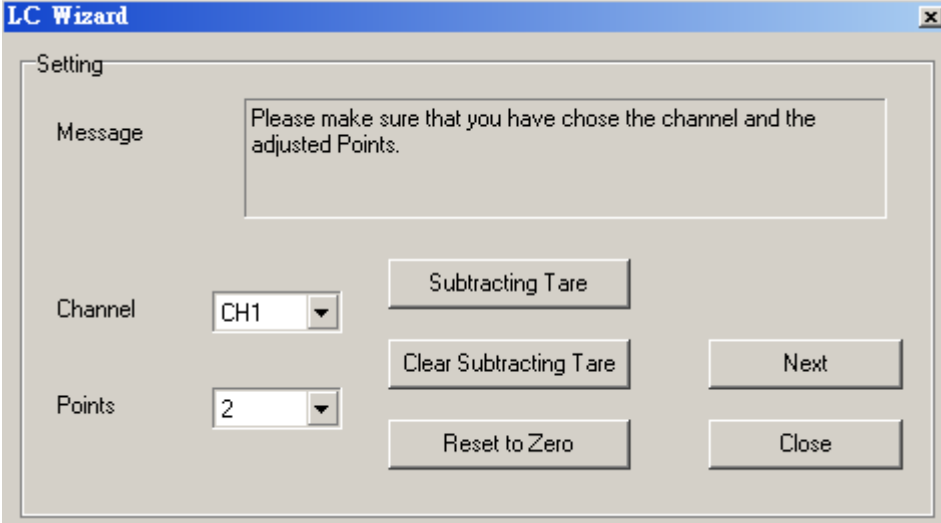 LC Wizard
Setting
Message
Please make sure that you have chose the channel and the
adjusted Points.
Channel
CH1
Subtracting Tare
Clear Subtracting Tare
Next
Points
2
Reset to Zero
Close